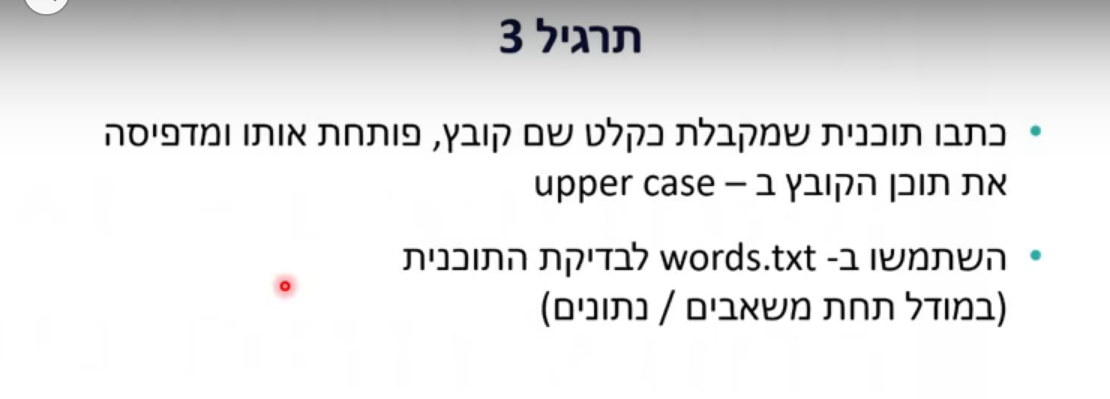 תרגיל 3
• כתבו תוכנית שמקבלת כקלט שם קובץ, פותחת אותו ומדפיסה
את תוכן הקובץ ב – upper case
• השתמשו ב- words.txt לבדיקת התוכנית
(במודל תחת משאבים / נתונים)